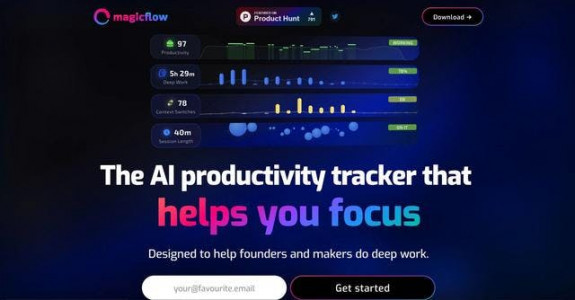 magicflow
FEATURED ON
Product Hunt
Download →
97
Productivity
5h 29m
Deep Work
78%
78
Context Switches
40m
Session Length
The AI productivity tracker that
helps you focus
Designed to help founders and makers do deep work.
your@favourite.email
Get started